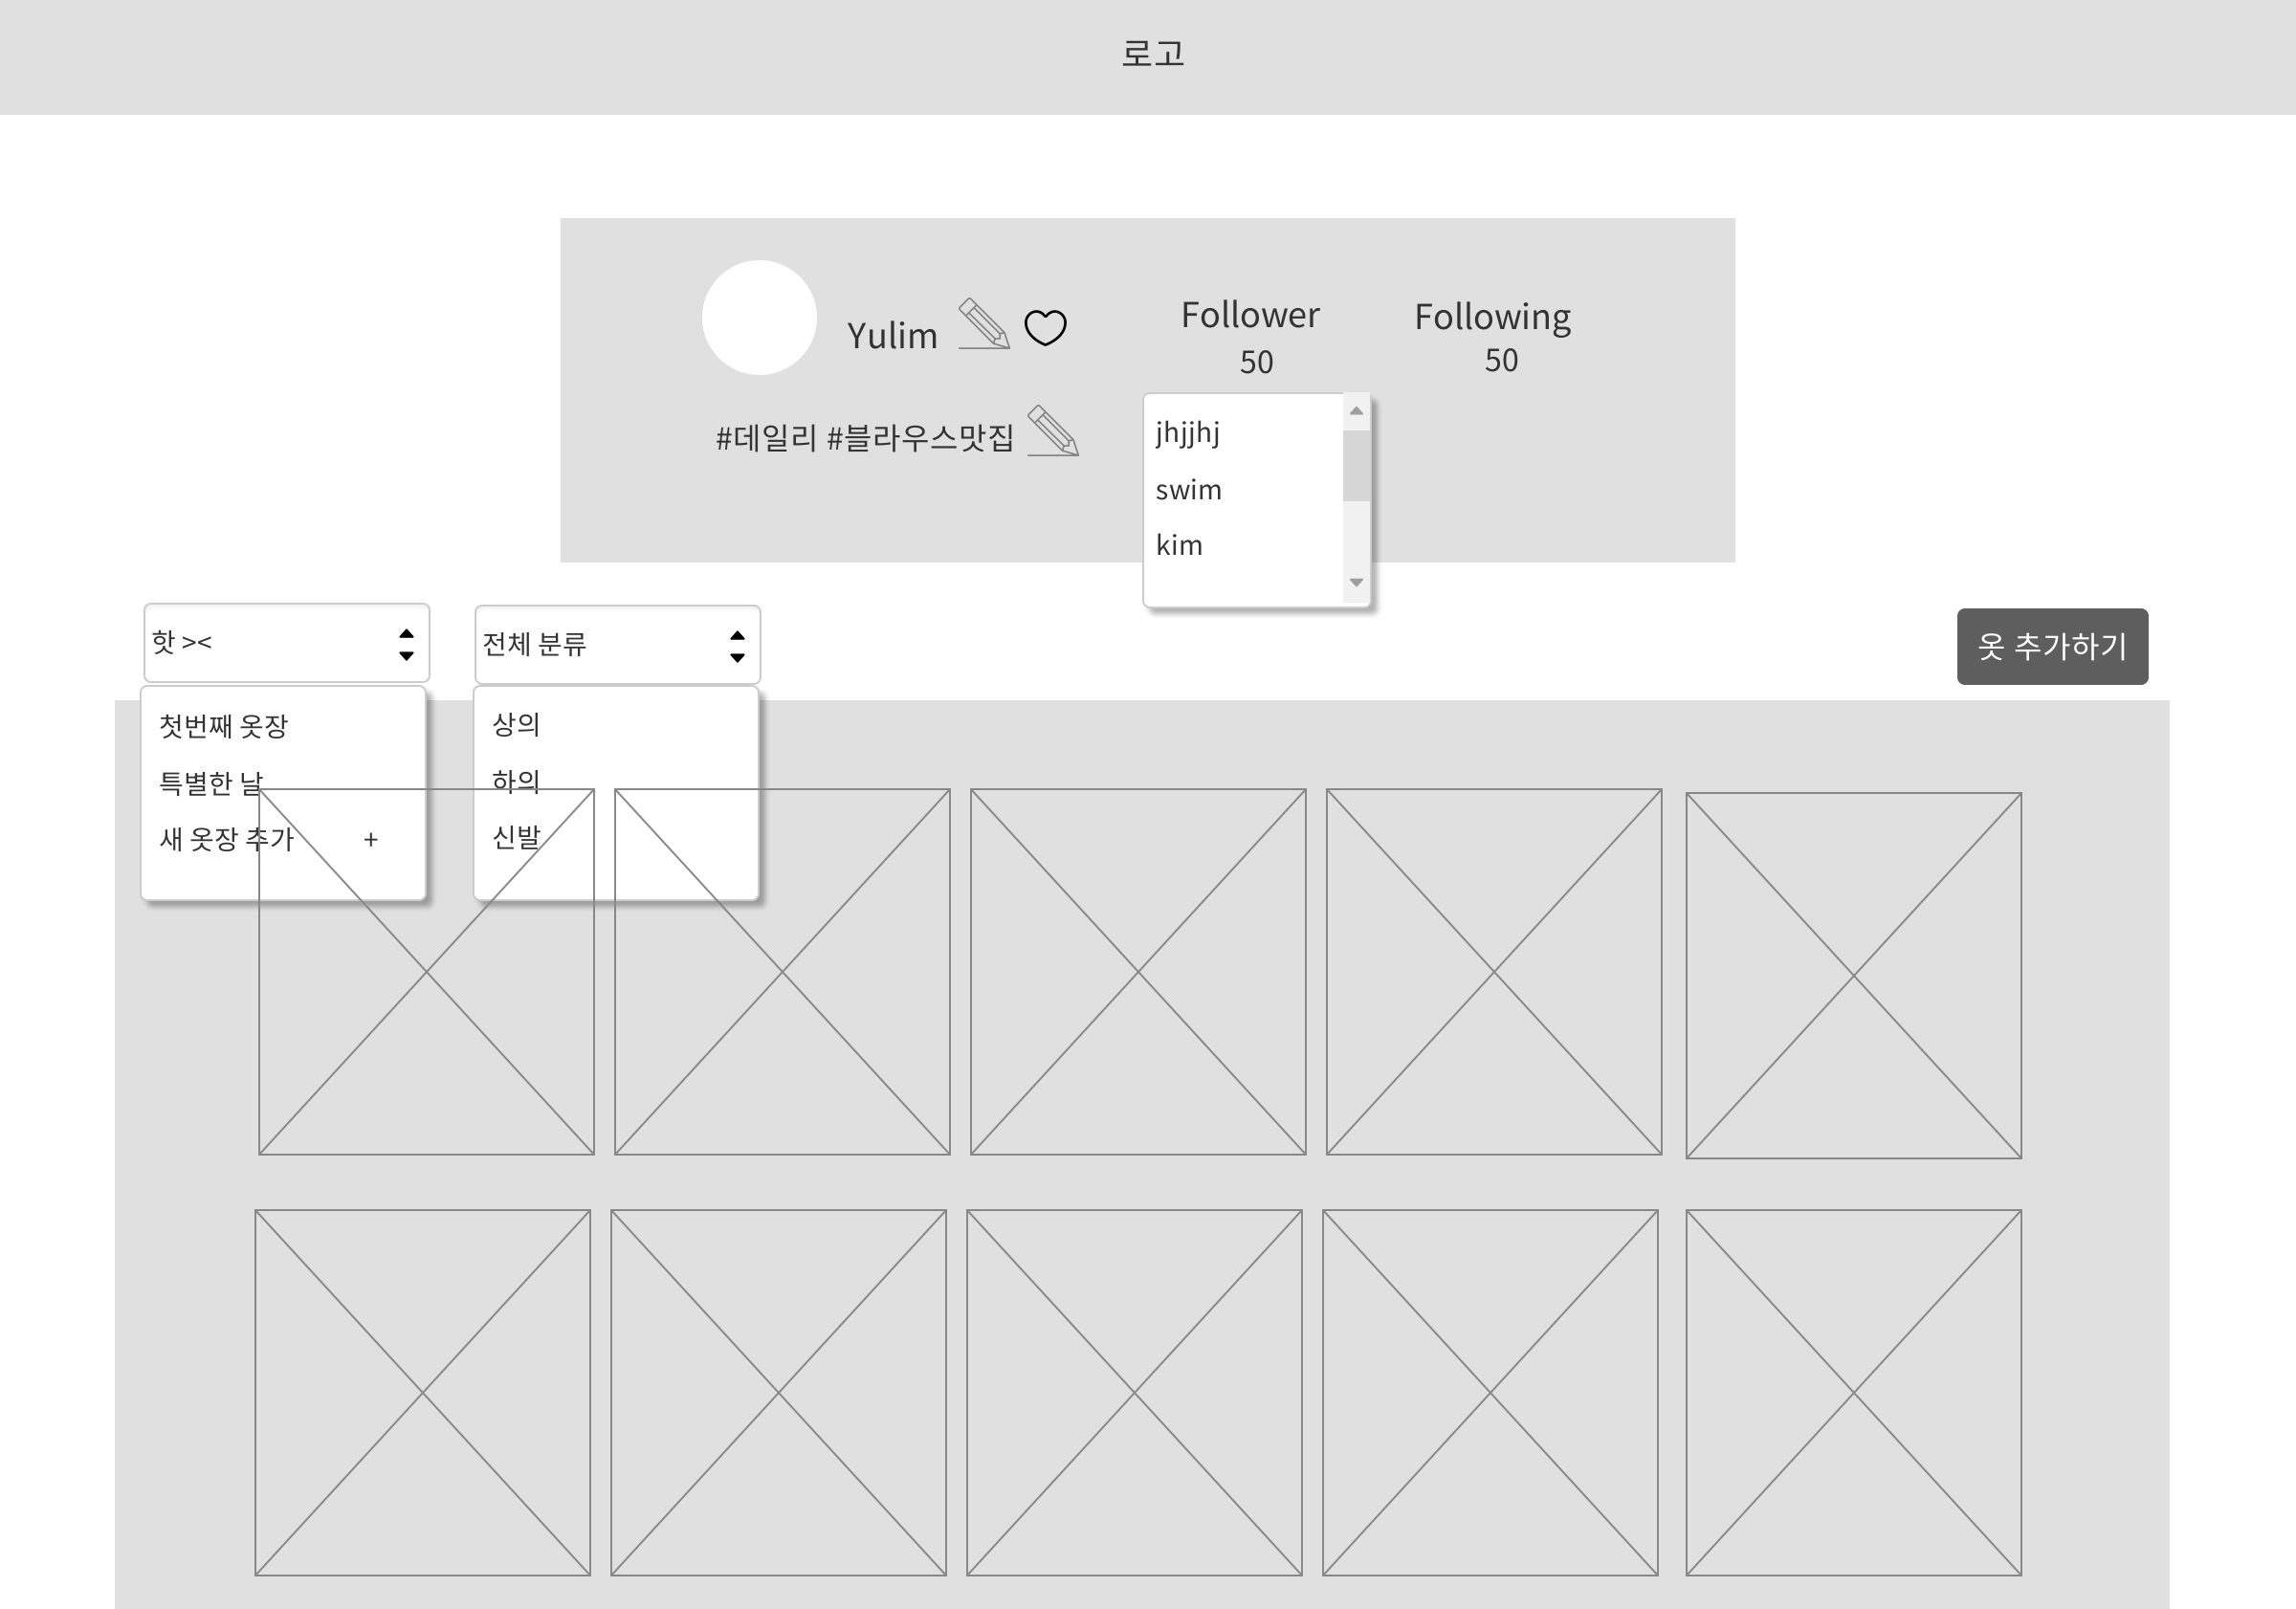 로고
Yulim
Follower
50
Following
50
#데일리 #블라우스맛집
jhjjhj
swim
kim
핫 ><
전체 분류
옷 추가하기
첫번째 옷장
특별한 날
새 옷장 추가 +
상의
하의
신발